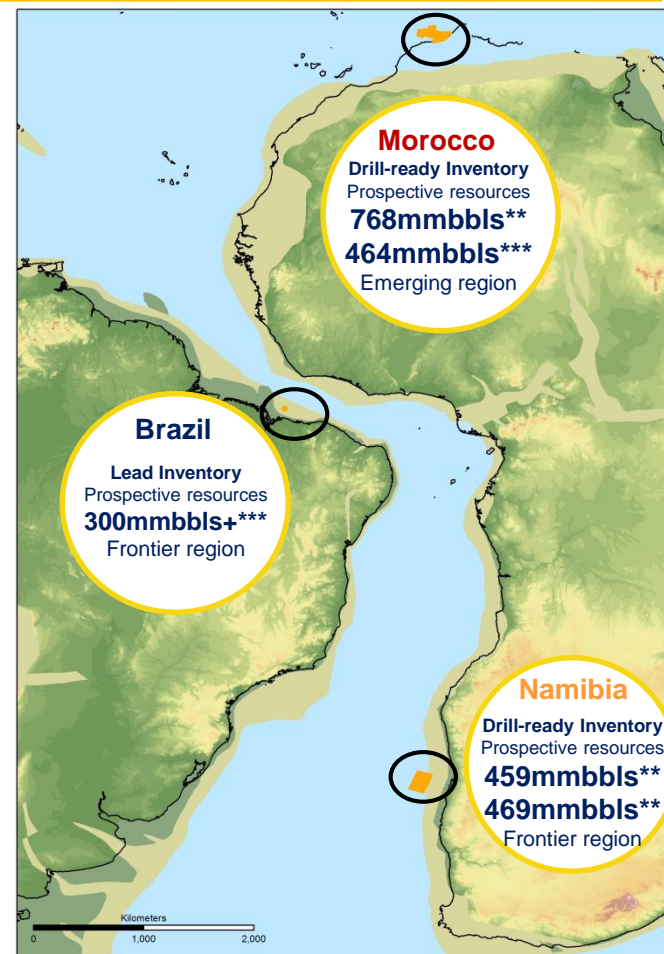 Morocco
Drill-ready Inventory
Prospective resources
768mmbbls**
464mmbbls***
Emerging region
Brazil
Lead Inventory
Prospective resources
300mmbbls+***
Frontier region
Namibia
Drill-ready Inventory
Prospective resources
459mmbbls**
469mmbbls**
Frontier region
Kilometers
0 1,000 2,000